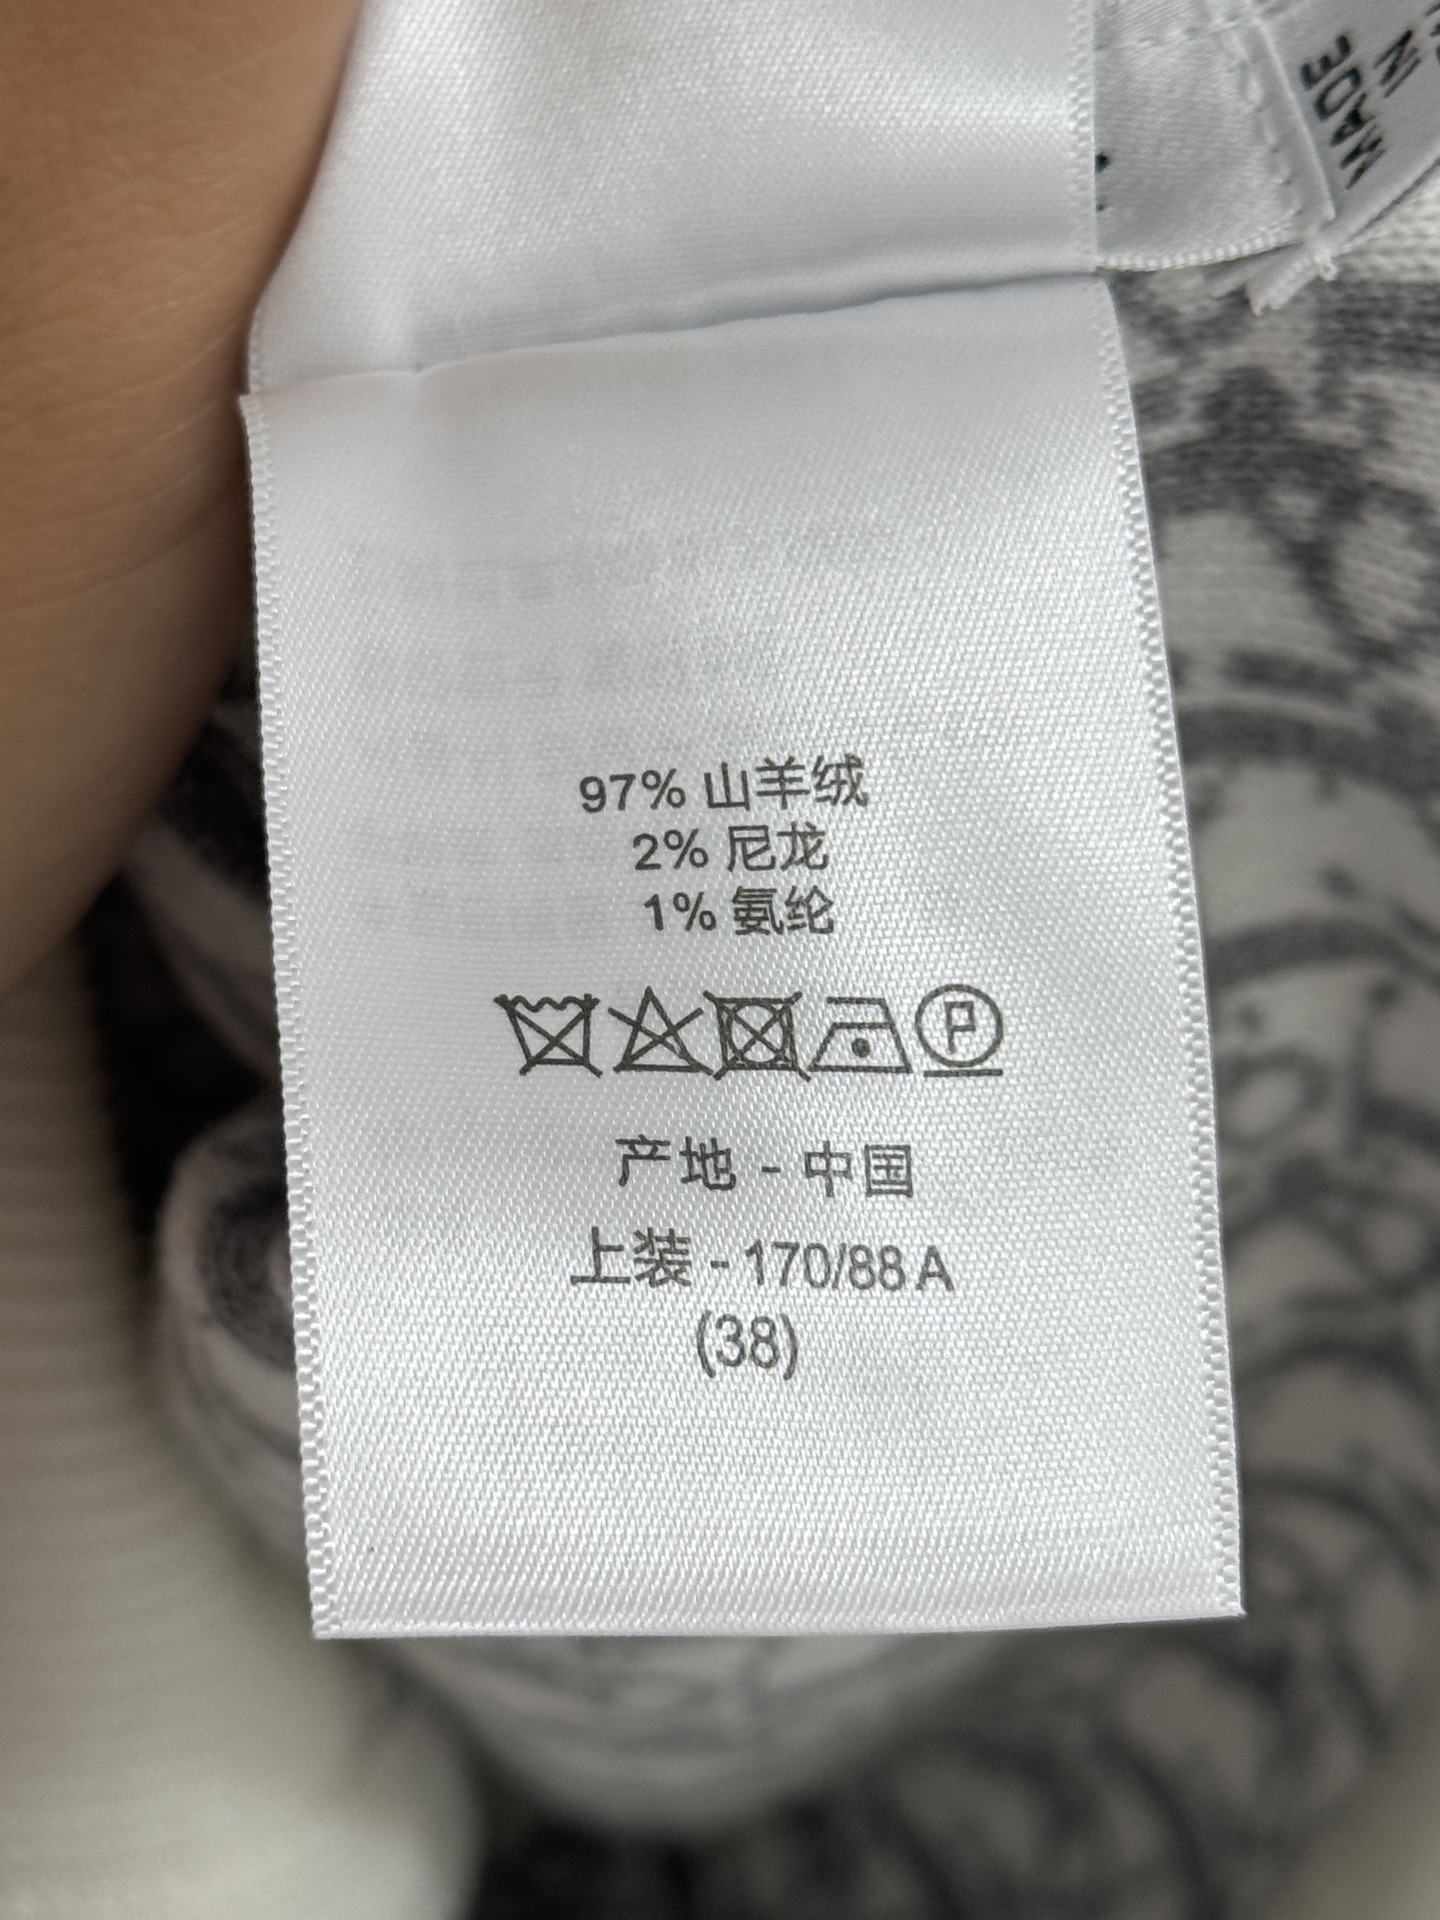 MADE
IN
97% 山羊绒
2% 尼龙
1% 氨纶
P
产地 - 中国
上装 - 170/88 A
(38)